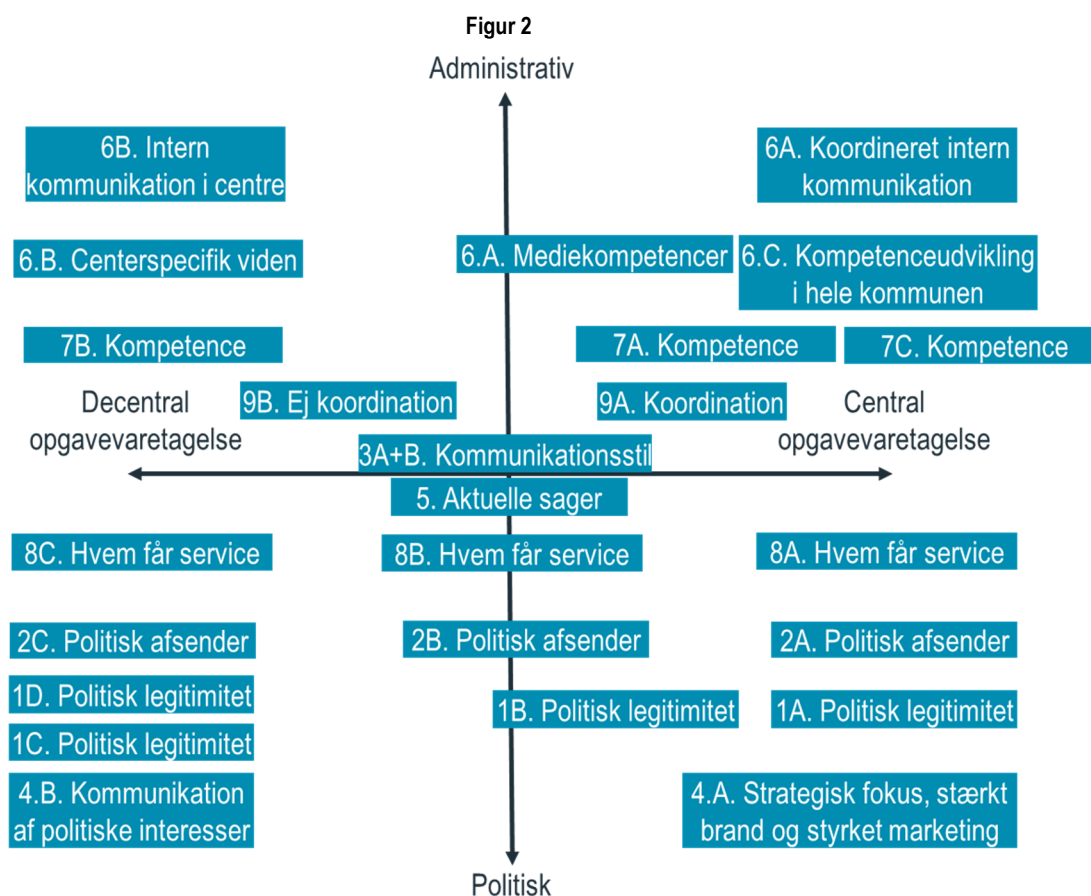 Figur 2
Administrativ
6B. Intern
kommunikation i centre
6A. Koordineret intern
kommunikation
6.B. Centerspecifik viden
6.A. Mediekompetencer
6.C. Kompetenceudvikling
i hele kommunen
7B. Kompetence
7A. Kompetence
7C. Kompetence
Decentral
opgavevaretagelse
9B. Ej koordination
9A. Koordination
Central
opgavevaretagelse
3A+B. Kommunikationsstil
5. Aktuelle sager
8C. Hvem får service
8B. Hvem får service
8A. Hvem får service
2C. Politisk afsender
2B. Politisk afsender
2A. Politisk afsender
1D. Politisk legitimitet
1B. Politisk legitimitet
1A. Politisk legitimitet
1C. Politisk legitimitet
4.B. Kommunikation
af politiske interesser
4.A. Strategisk fokus, stærkt
brand og styrket marketing
Politisk